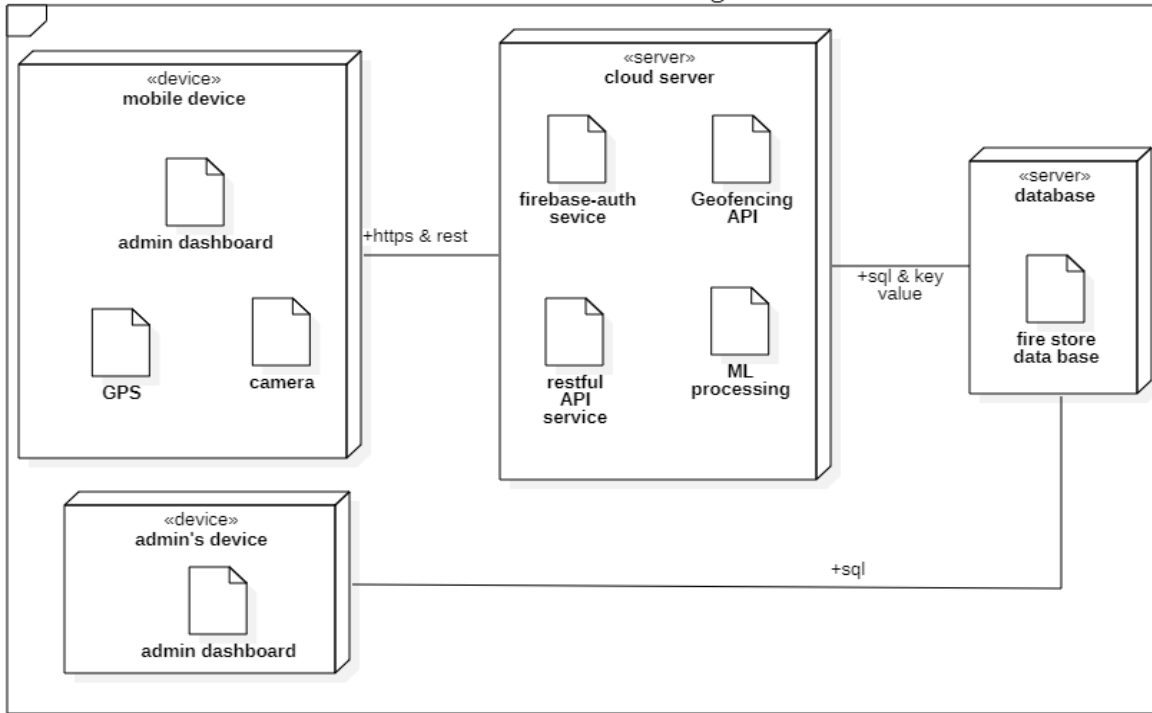 «device»
mobile device
admin dashboard
GPS
camera
+https & rest
«server»
cloud server
firebase-auth
sevice
Geofencing
API
restful
API
service
ML
processing
+sql & key
value
«server»
database
fire store
data base
«device»
admin's device
admin dashboard
+sql